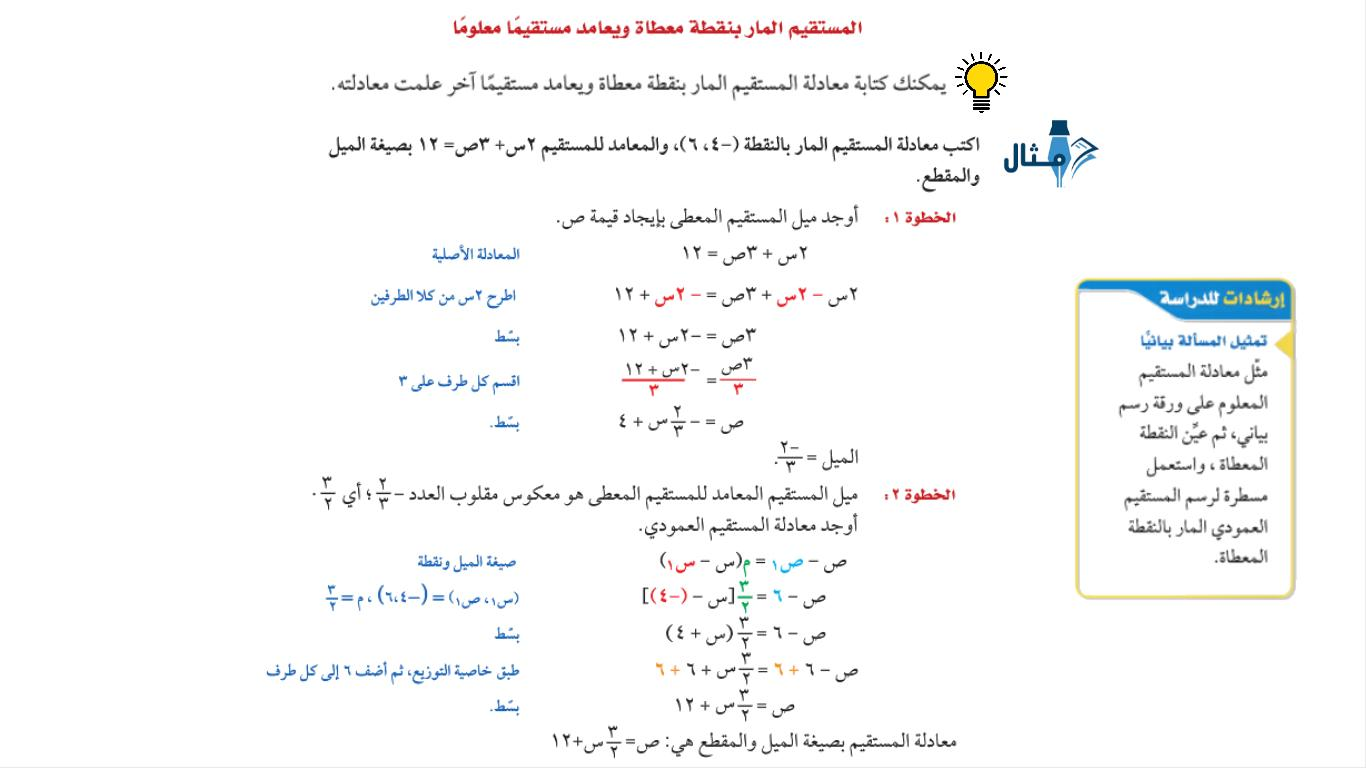 المستقيم المار بنقطة معطاة ويعامد مستقيمًا معلومًا
يمكنك كتابة معادلة المستقيم المار بنقطة معطاة ويعامد مستقيمًا آخر علمت معادلته.
مثال
اكتب معادلة المستقيم المار بالنقطة (–٤، ٦)، والمعامد للمستقيم ٢س+ ٣ص= ١٢ بصيغة الميل
والمقطع.
الخطوة ١: أوجد ميل المستقيم المعطى بإيجاد قيمة ص.
٢س + ٣ص = ١٢ المعادلة الأصلية
٢س – ٢س + ٣ص = – ٢س + ١٢ اطرح ٢س من كلا الطرفين
٣ص = –٢س + ١٢ بسّط
٣ص/٣ = –٢س + ١٢/٣ اقسم كل طرف على ٣
ص = – ٢/٣ س + ٤ بسّط.
الميل = –٢/٣.
الخطوة ٢: ميل المستقيم المعامد للمستقيم المعطى هو معكوس مقلوب العدد – ٢/٣ ؛ أي ٣/٢ .
أوجد معادلة المستقيم العمودي.
ص – ص١ = م(س – س١) صيغة الميل ونقطة
ص – ٦ = ٣/٢ [س – (–٤)] (س١، ص١) = (–٦،٤) ، م = ٣/٢
ص – ٦ = ٣/٢ (س + ٤) بسّط
ص – ٦ + ٦ = ٣/٢ س + ٦ + ٦ طبق خاصية التوزيع، ثم أضف ٦ إلى كل طرف
ص = ٣/٢ س + ١٢ بسّط.
معادلة المستقيم بصيغة الميل والمقطع هي: ص= ٣/٢ س+١٢
إرشادات للدراسة
تمثيل المسألة بيانيًّا
مثّل معادلة المستقيم
المعلوم على ورقة رسم
بياني، ثم عيِّن النقطة
المعطاة ، واستعمل
مسطرة لرسم المستقيم
العمودي المار بالنقطة
المعطاة.